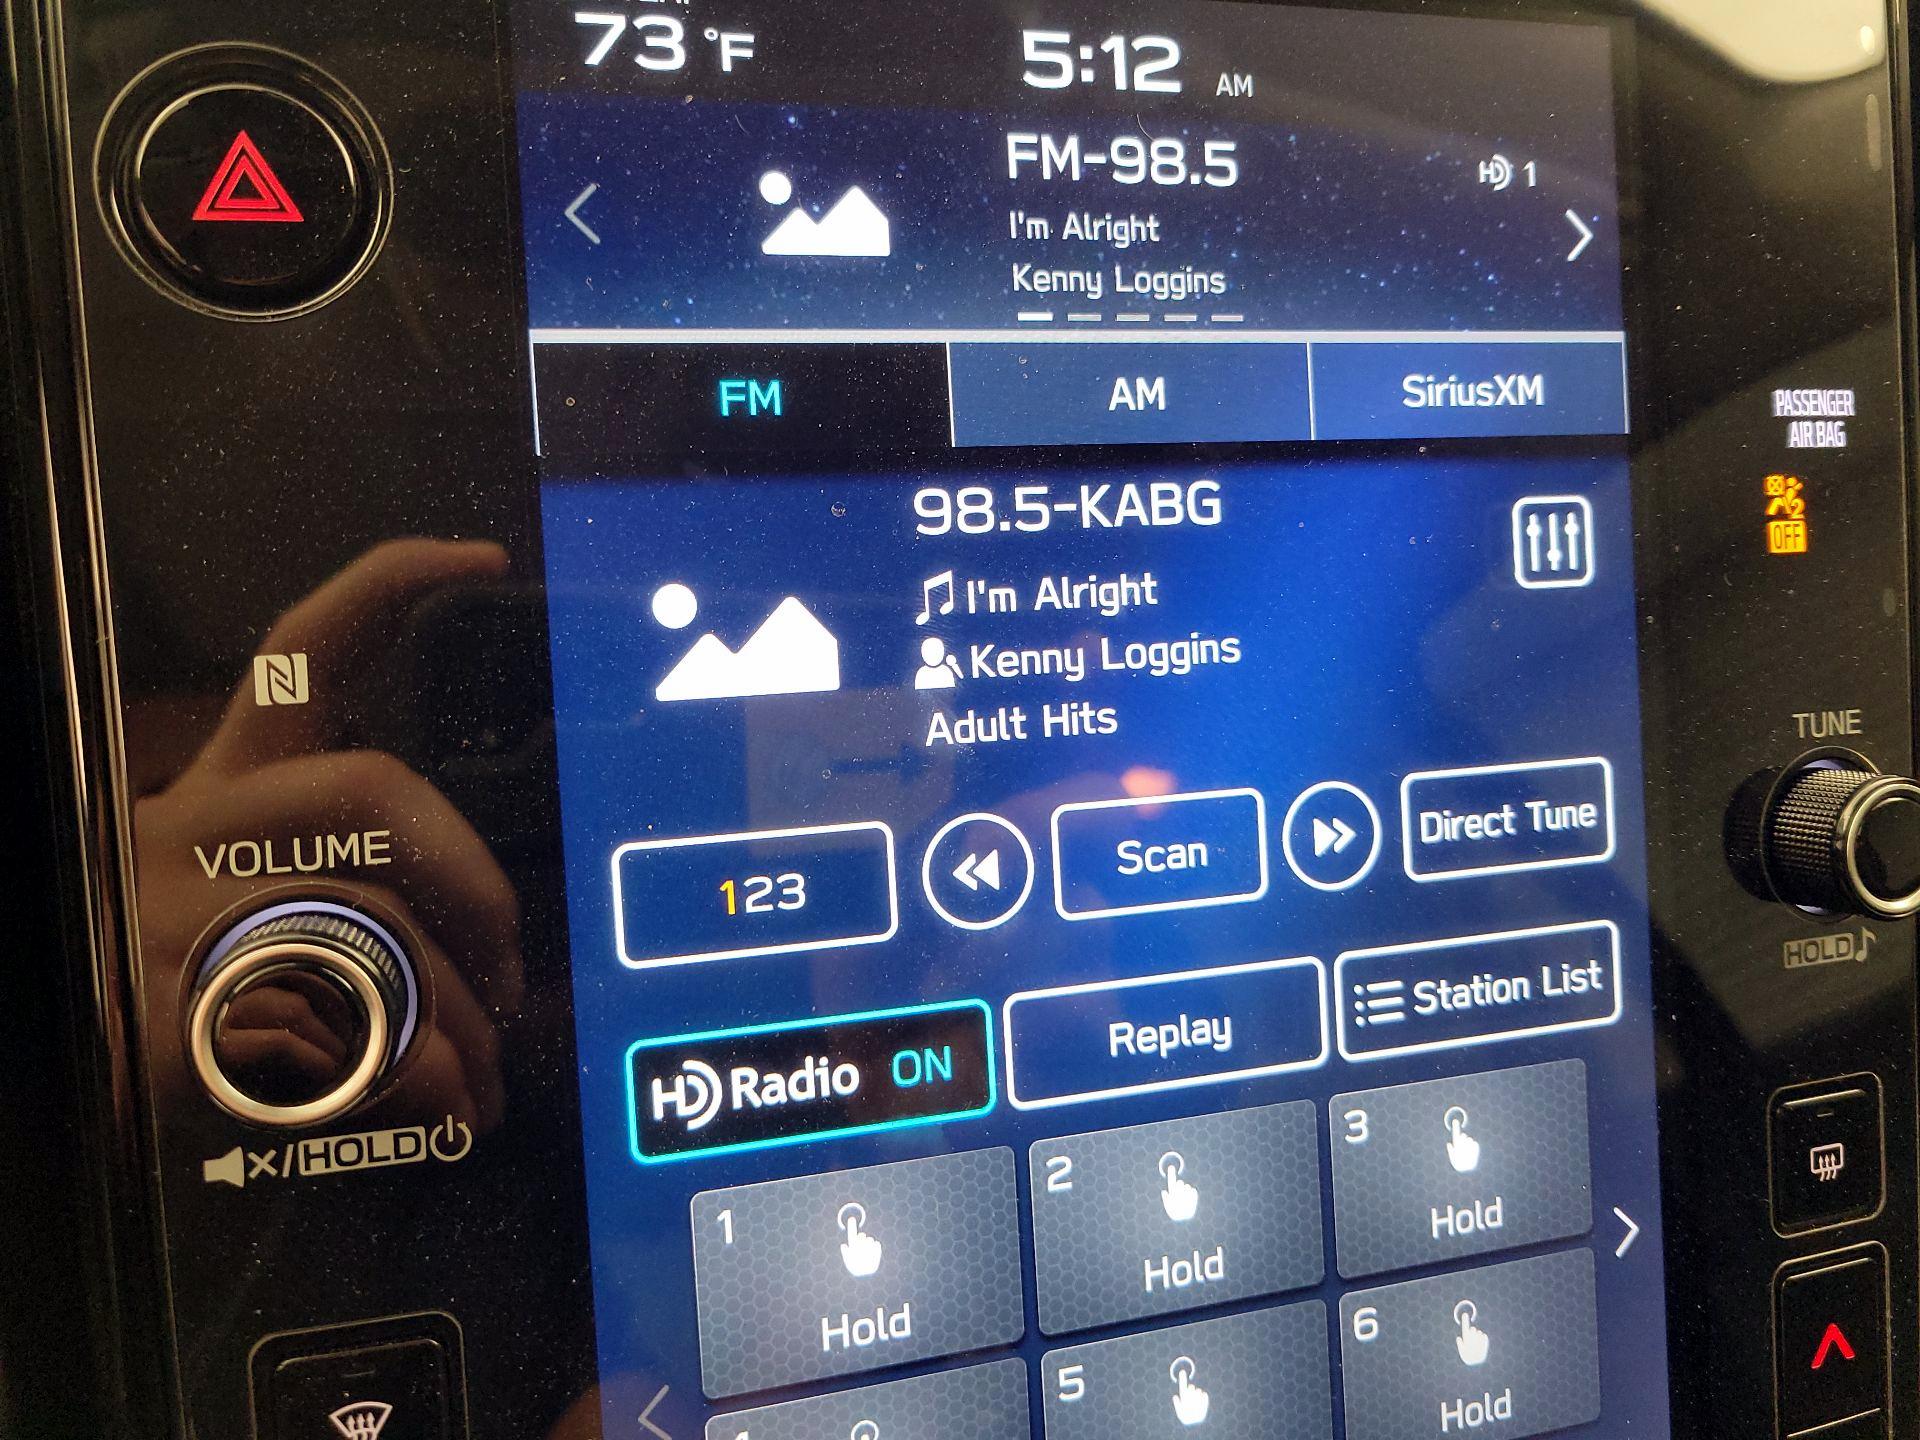 73 °F
5:12 AM
FM-98.5
HD 1
I'm Alright
Kenny Loggins
FM
AM
SiriusXM
PASSENGER
AIR BAG
OFF
98.5-KABG
I'm Alright
Kenny Loggins
Adult Hits
TUNE
HOLD
VOLUME
HOLD
123
Scan
Direct Tune
HD Radio ON
Replay
Station List
1
Hold
2
Hold
3
Hold
5
6
Hold